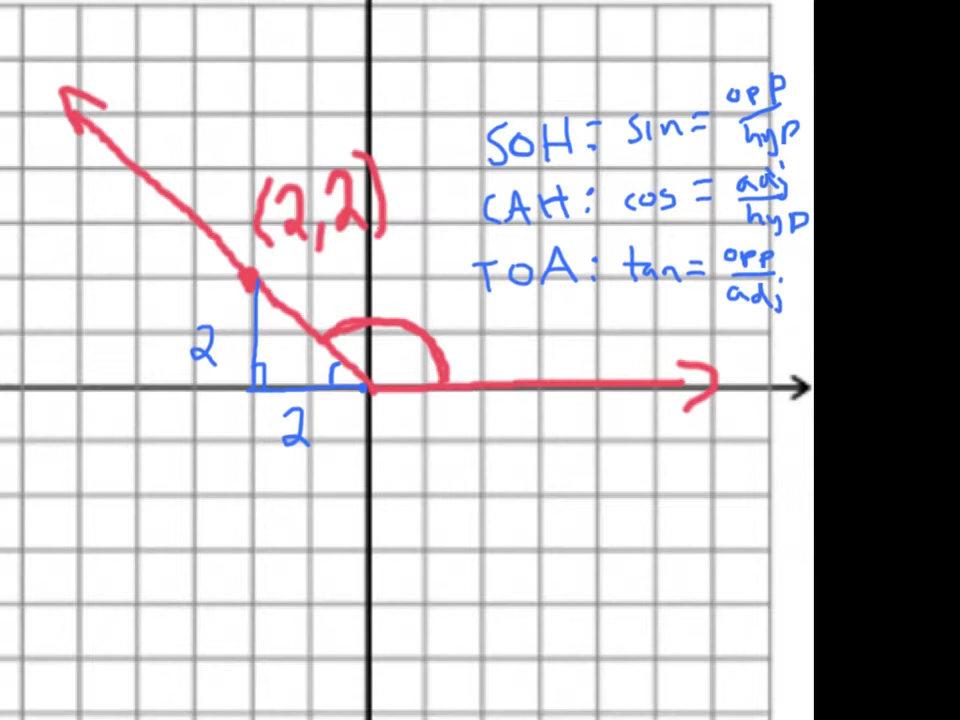 SOH: sin = opp/hyp
(2,2)
CAH: cos = adj/hyp
TOA: tan = opp/adj
2
2